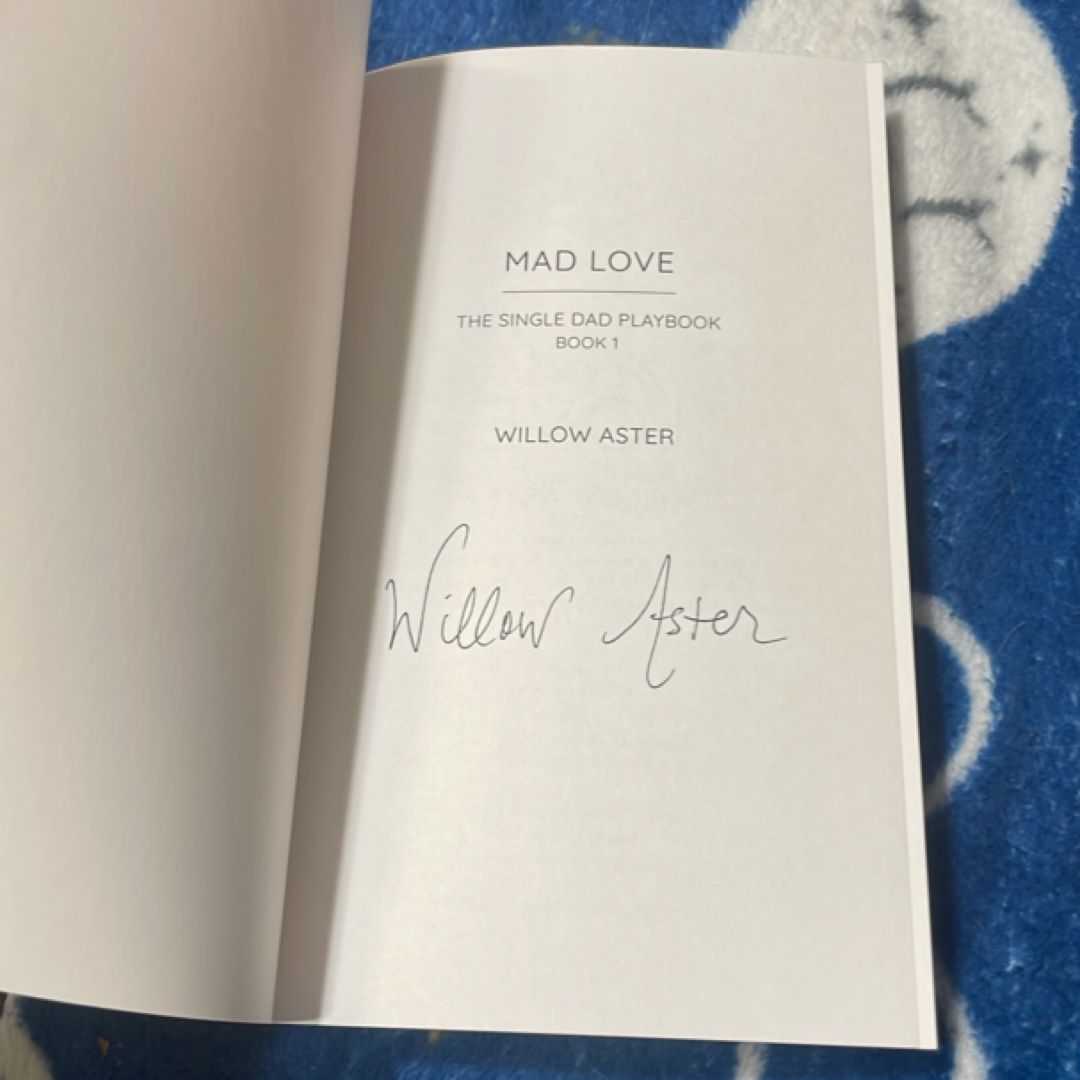 MAD LOVE
THE SINGLE DAD PLAYBOOK
BOOK 1
WILLOW ASTER
Willow Aster